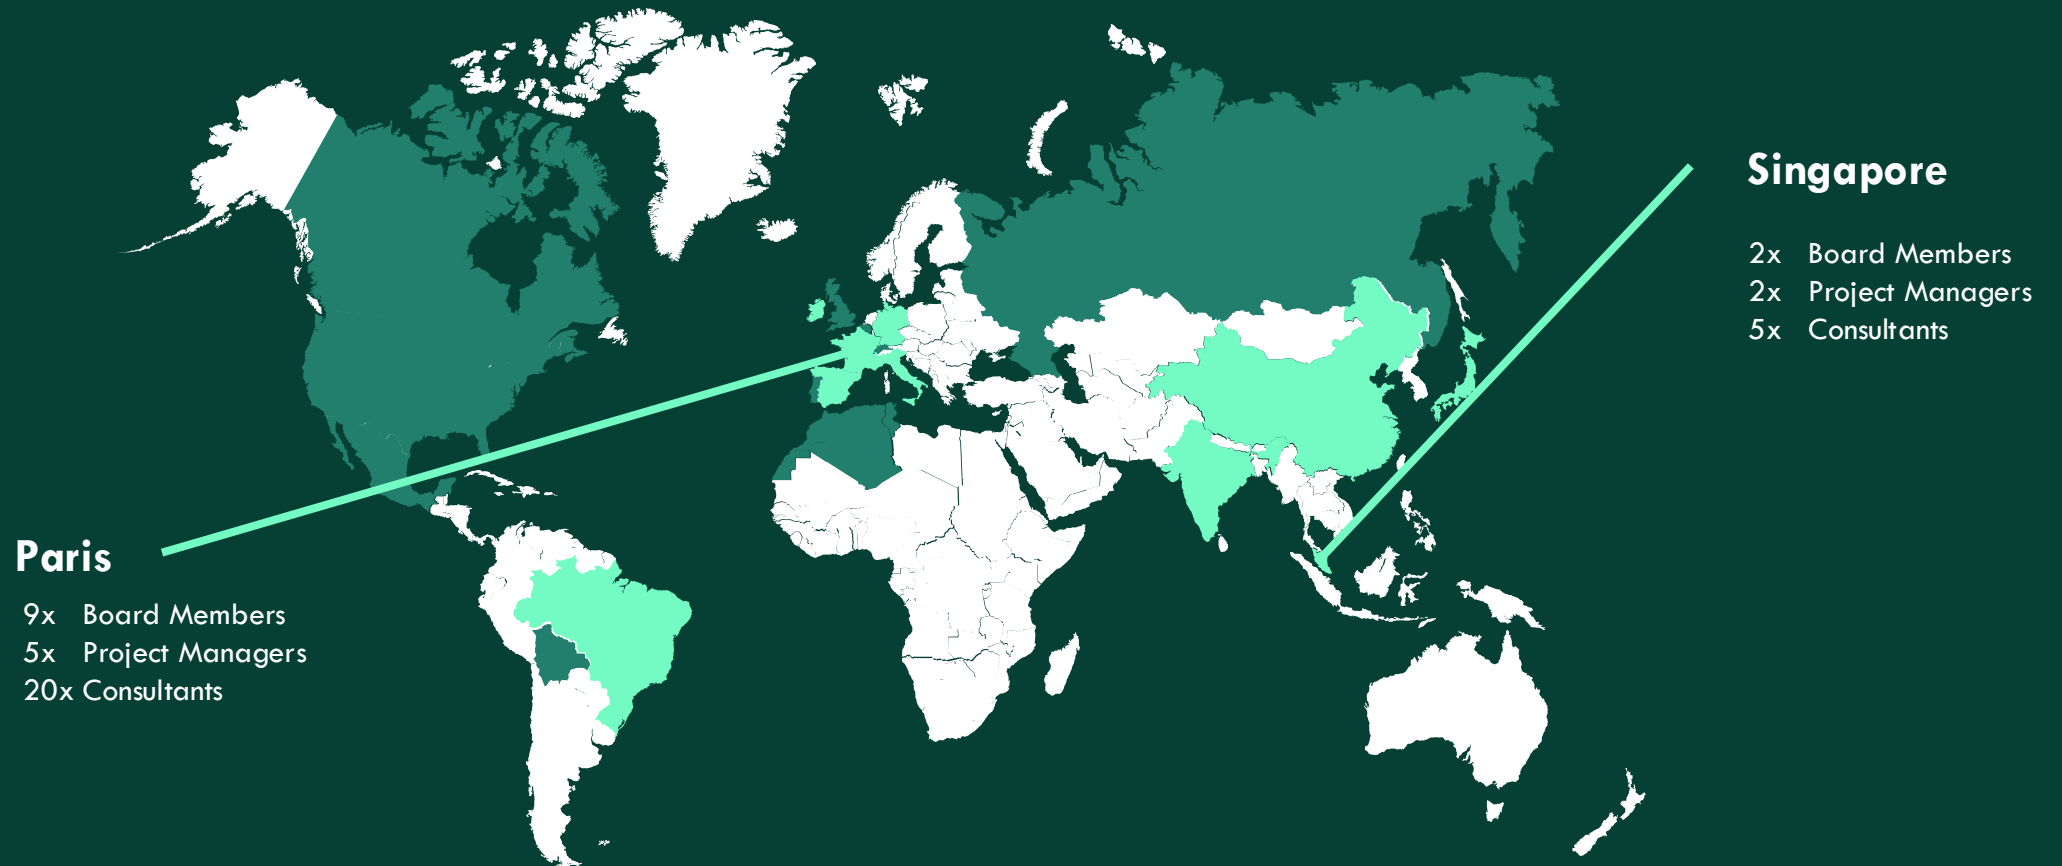 Singapore
2x Board Members
2x Project Managers
5x Consultants
Paris
9x Board Members
5x Project Managers
20x Consultants